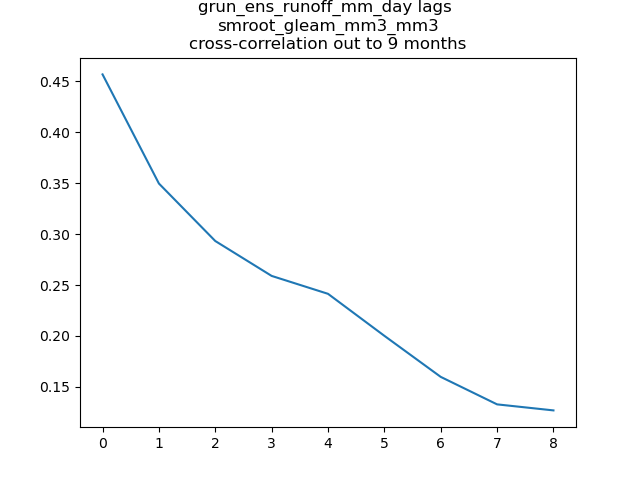 grun_ens_runoff_mm_day lags
smroot_gleam_mm3_mm3
cross-correlation out to 9 months
0.45
0.40
0.35
0.30
0.25
0.20
0.15
0 1 2 3 4 5 6 7 8